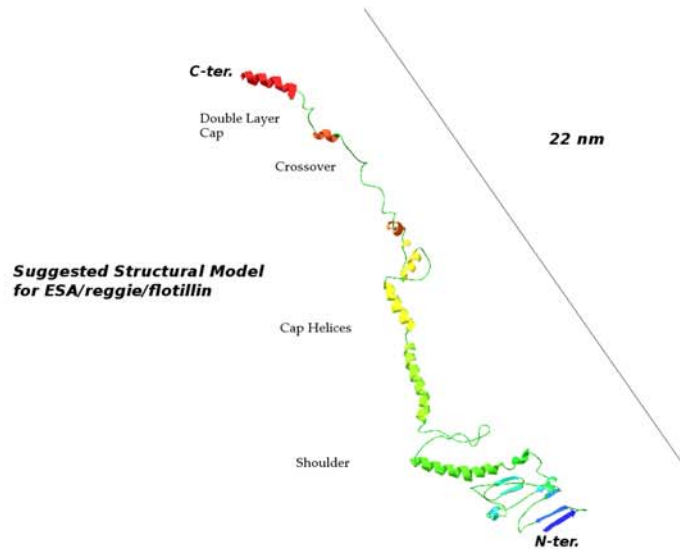 C-ter.
Double Layer
Cap
22 nm
Crossover
Suggested Structural Model
for ESA/reggie/flotillin
Cap Helices
Shoulder
N-ter.